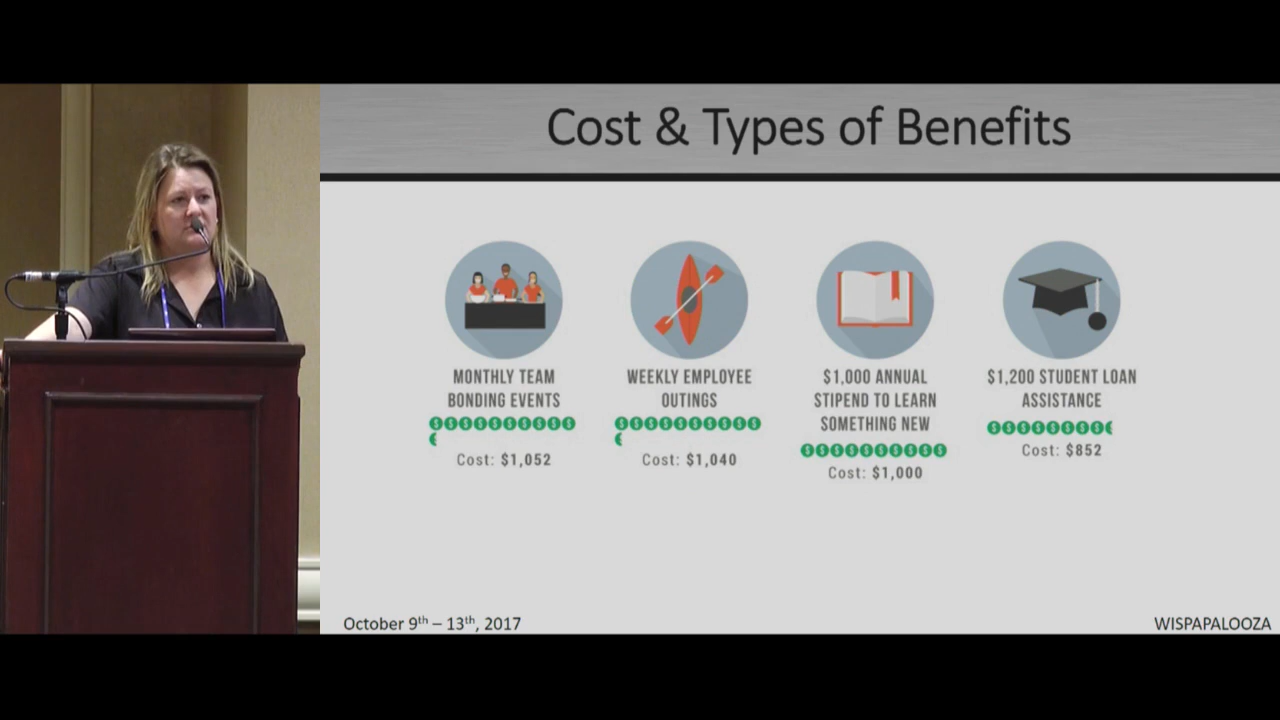 Cost & Types of Benefits
MONTHLY TEAM
BONDING EVENTS
Cost: $1,052
WEEKLY EMPLOYEE
OUTINGS
Cost: $1,040
$1,000 ANNUAL
STIPEND TO LEARN
SOMETHING NEW
Cost: $1,000
$1,200 STUDENT LOAN
ASSISTANCE
Cost: $852
October 9th – 13th, 2017
WISPAPALOOZA